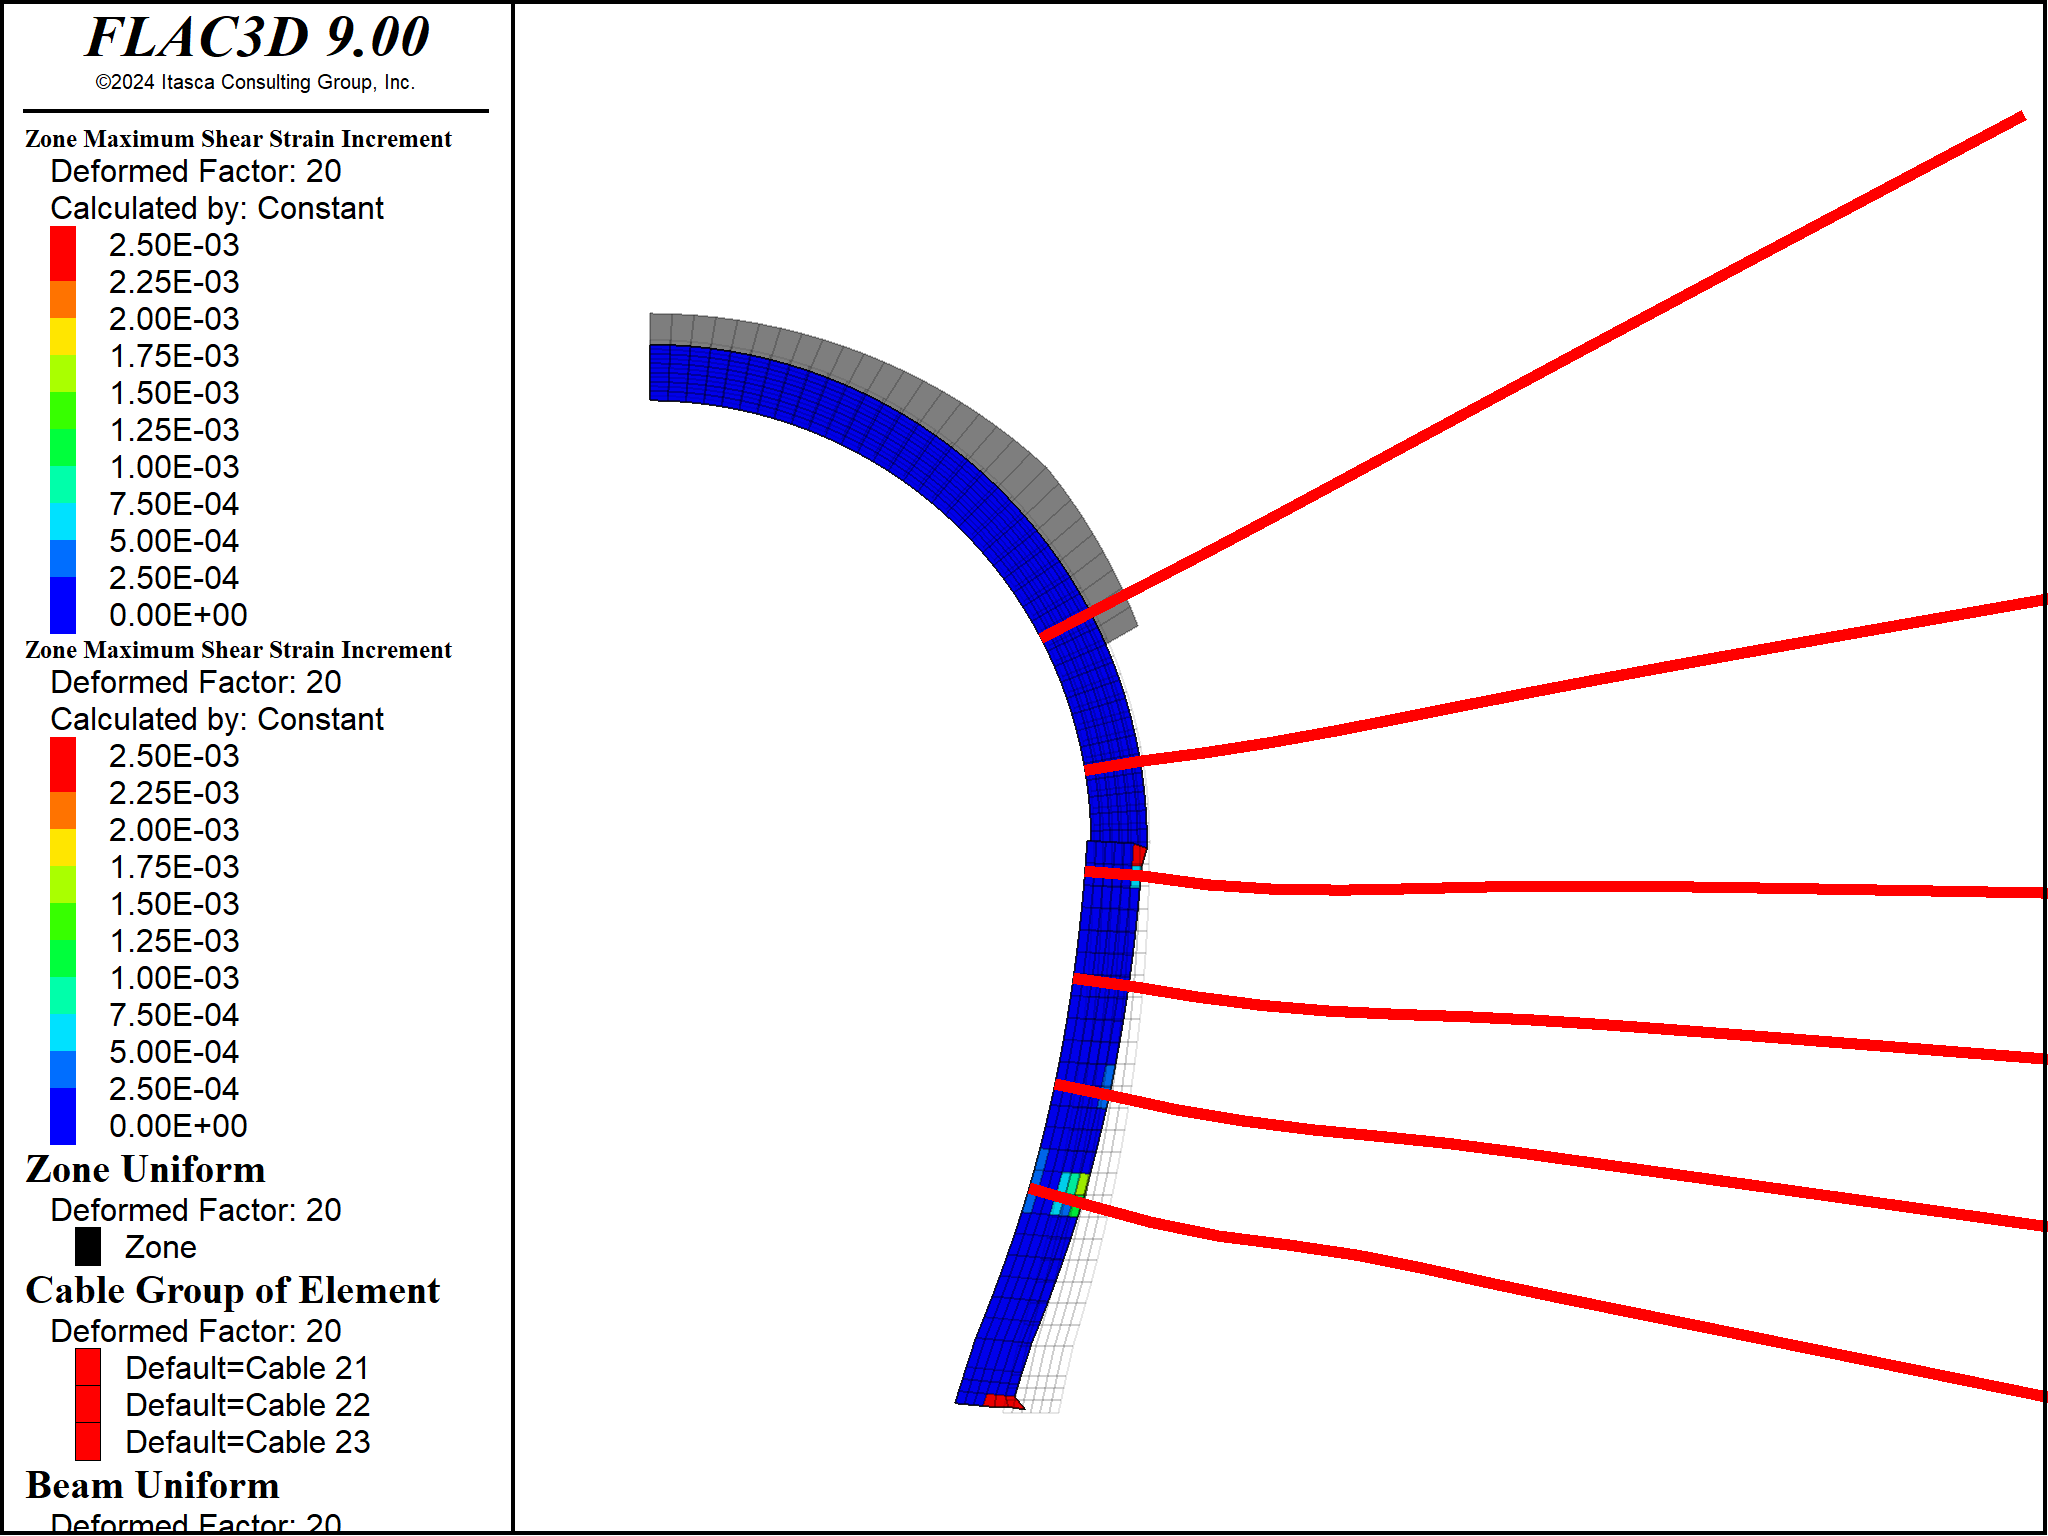 FLAC3D 9.00
©2024 Itasca Consulting Group, Inc.
Zone Maximum Shear Strain Increment
Deformed Factor: 20
Calculated by: Constant
2.50E-03
2.25E-03
2.00E-03
1.75E-03
1.50E-03
1.25E-03
1.00E-03
7.50E-04
5.00E-04
2.50E-04
0.00E+00
Zone Maximum Shear Strain Increment
Deformed Factor: 20
Calculated by: Constant
2.50E-03
2.25E-03
2.00E-03
1.75E-03
1.50E-03
1.25E-03
1.00E-03
7.50E-04
5.00E-04
2.50E-04
0.00E+00
Zone Uniform
Deformed Factor: 20
Zone
Cable Group of Element
Deformed Factor: 20
Default=Cable 21
Default=Cable 22
Default=Cable 23
Beam Uniform
Deformed Factor: 20